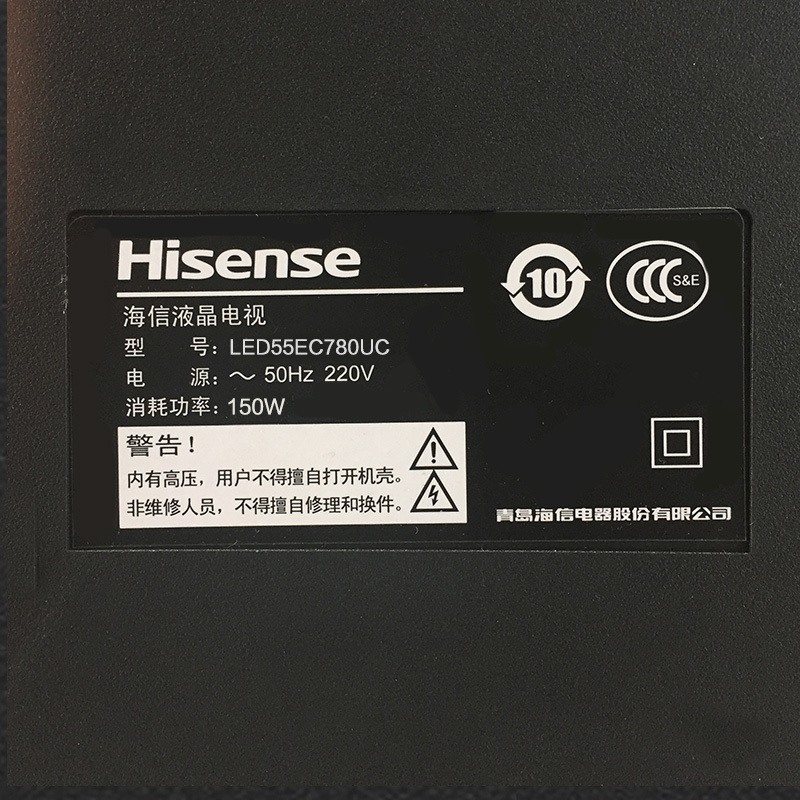 Hisense
10
CCC S&E
海信液晶电视
型 号：LED55EC780UC
电 源：～ 50Hz 220V
消耗功率：150W
警告！
内有高压，用户不得擅自打开机壳。
非维修人员，不得擅自修理和换件。
青岛海信电器股份有限公司